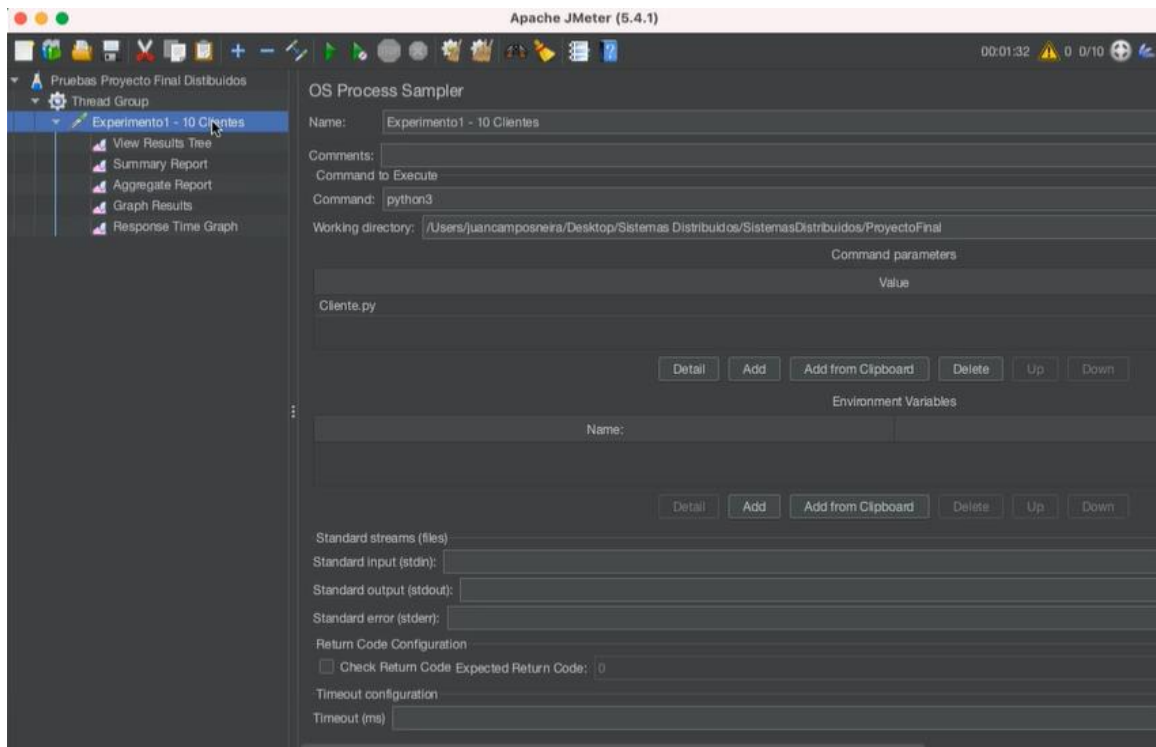 Apache JMeter (5.4.1)
00:01:32 0 0/10
Pruebas Proyecto Final Distibuidos
Thread Group
Experimento1 - 10 Clientes
View Results Tree
Summary Report
Aggregate Report
Graph Results
Response Time Graph
OS Process Sampler
Name: Experimento1 - 10 Clientes
Comments:
Command to Execute
Command: python3
Working directory: /Users/juancamposneira/Desktop/Sistemas Distribuidos/SistemasDistribuidos/ProyectoFinal
Command parameters
Value
Cliente.py
Detail Add Add from Clipboard Delete Up Down
Environment Variables
Name:
Detail Add Add from Clipboard Delete Up Down
Standard streams (files)
Standard input (stdin):
Standard output (stdout):
Standard error (stderr):
Return Code Configuration
Check Return Code Expected Return Code: 0
Timeout configuration
Timeout (ms)